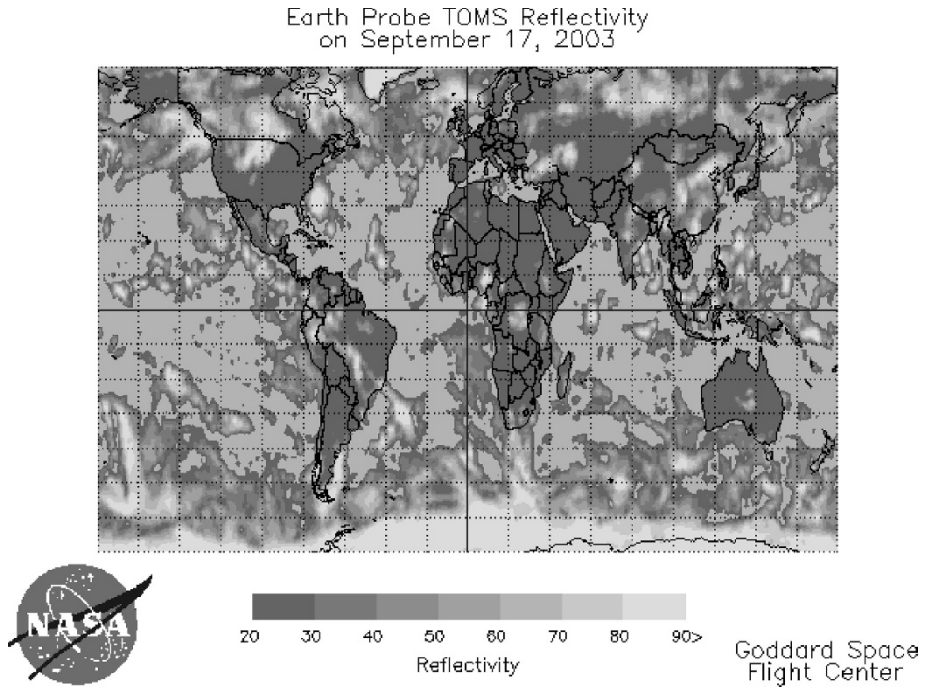 Earth Probe TOMS Reflectivity
on September 17, 2003
NASA
20 30 40 50 60 70 80 90>
Reflectivity
Goddard Space
Flight Center